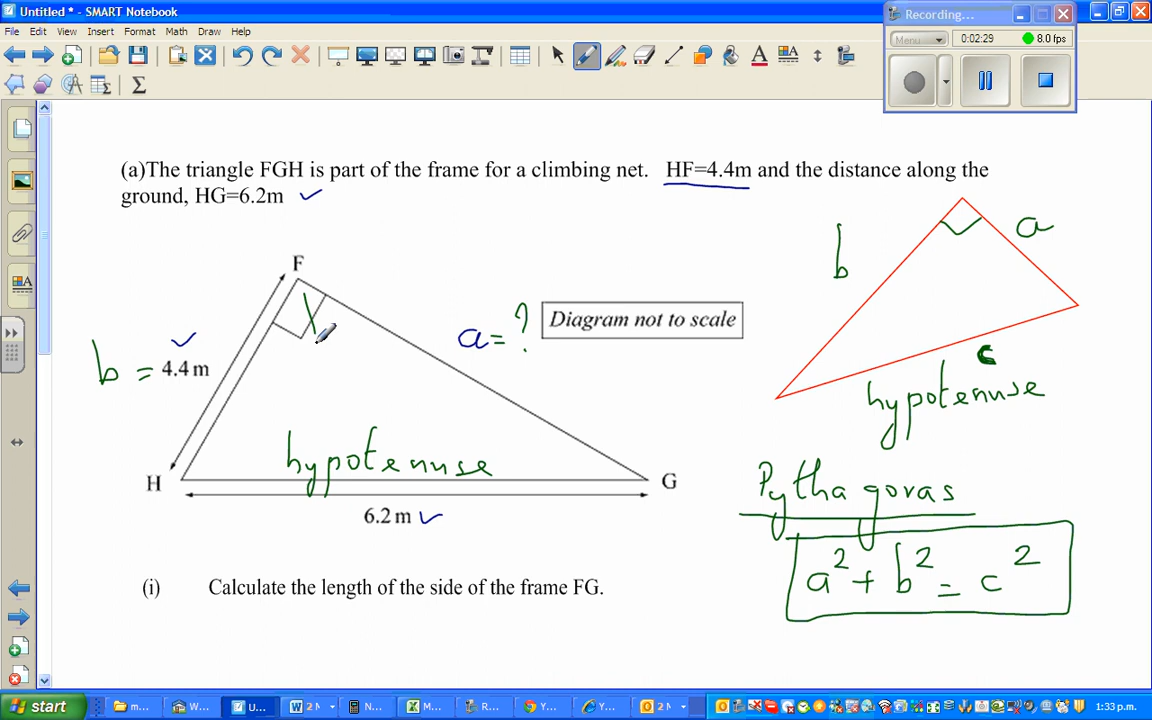 Untitled * - SMART Notebook
File Edit View Insert Format Math Draw Help
Recording...
Menu
0:02:29
8.0 fps
(a)The triangle FGH is part of the frame for a climbing net. HF=4.4m and the distance along the
ground, HG=6.2m
F
a = ?
Diagram not to scale
b = 4.4 m
hypotenuse
H
G
6.2 m
b
a
c
hypotenuse
Pythagoras
a² + b² = c²
(i) Calculate the length of the side of the frame FG.
start
m...
W...
U...
2
N...
M...
R...
Y...
Y...
2
1:33 p.m.